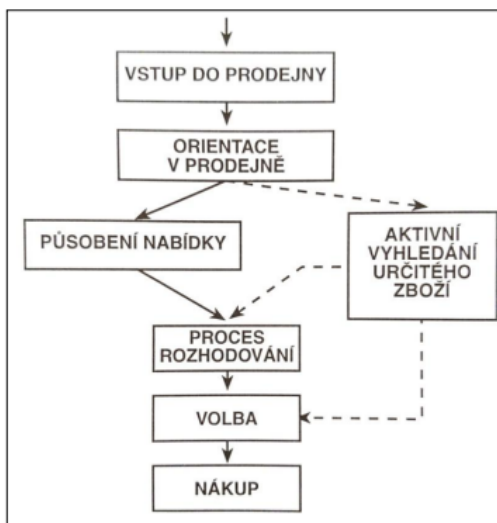 VSTUP DO PRODEJNY
ORIENTACE
V PRODEJNĚ
PŮSOBENÍ NABÍDKY
AKTIVNÍ
VYHLEDÁNÍ
URČITÉHO
ZBOŽÍ
PROCES
ROZHODOVÁNÍ
VOLBA
NÁKUP